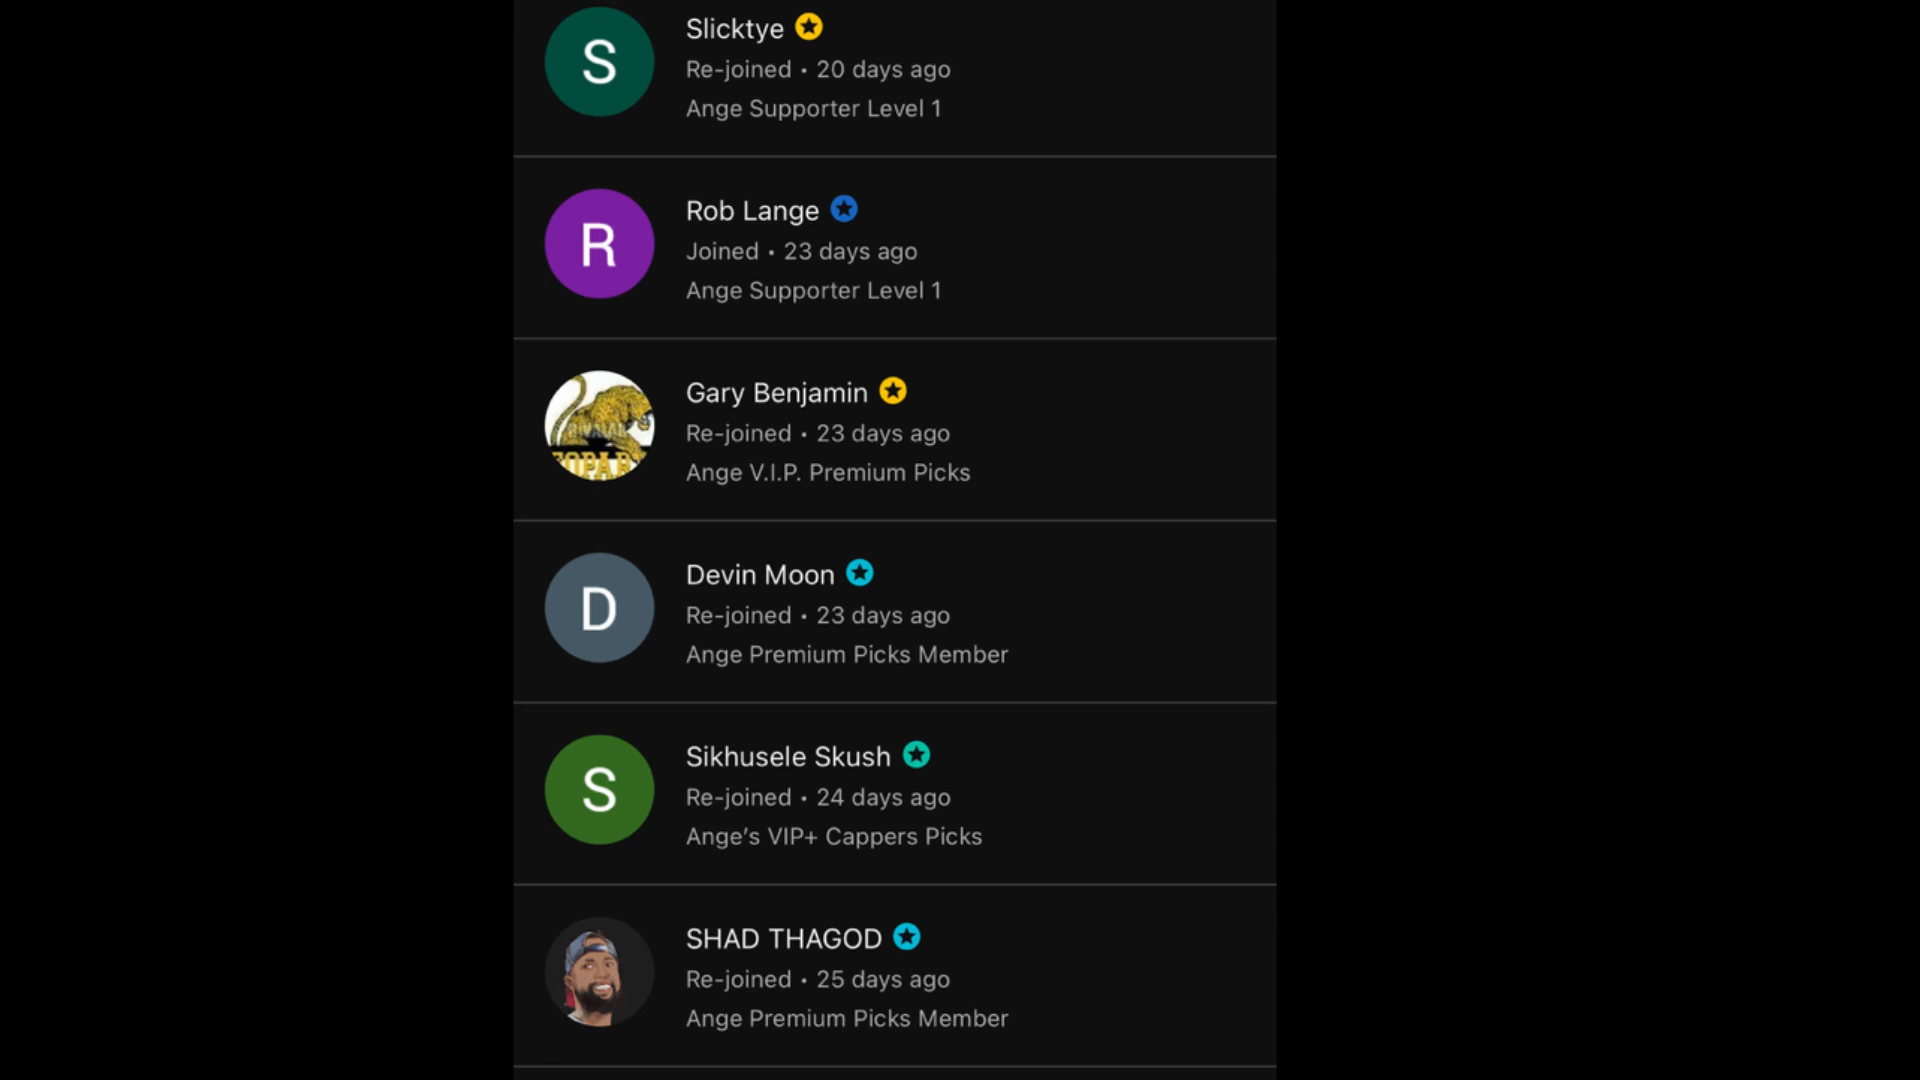 S
Slicktye
Re-joined • 20 days ago
Ange Supporter Level 1
R
Rob Lange
Joined • 23 days ago
Ange Supporter Level 1
Gary Benjamin
Re-joined • 23 days ago
Ange V.I.P. Premium Picks
D
Devin Moon
Re-joined • 23 days ago
Ange Premium Picks Member
S
Sikhusele Skush
Re-joined • 24 days ago
Ange’s VIP+ Cappers Picks
SHAD THAGOD
Re-joined • 25 days ago
Ange Premium Picks Member